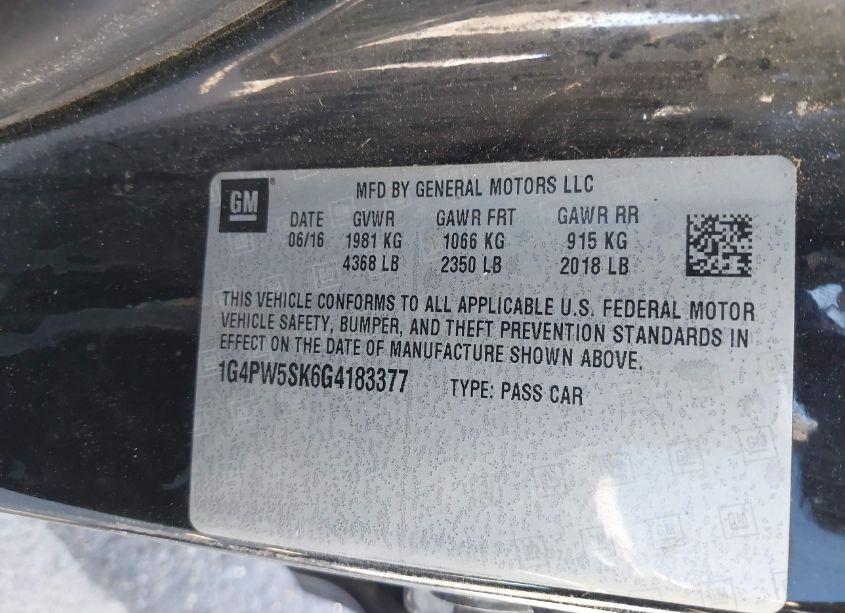 GM
MFD BY GENERAL MOTORS LLC
DATE GVWR GAWR FRT GAWR RR
06/16 1981 KG 1066 KG 915 KG
4368 LB 2350 LB 2018 LB
THIS VEHICLE CONFORMS TO ALL APPLICABLE U.S. FEDERAL MOTOR
VEHICLE SAFETY, BUMPER, AND THEFT PREVENTION STANDARDS IN
EFFECT ON THE DATE OF MANUFACTURE SHOWN ABOVE.
1G4PW5SK6G4183377 TYPE: PASS CAR